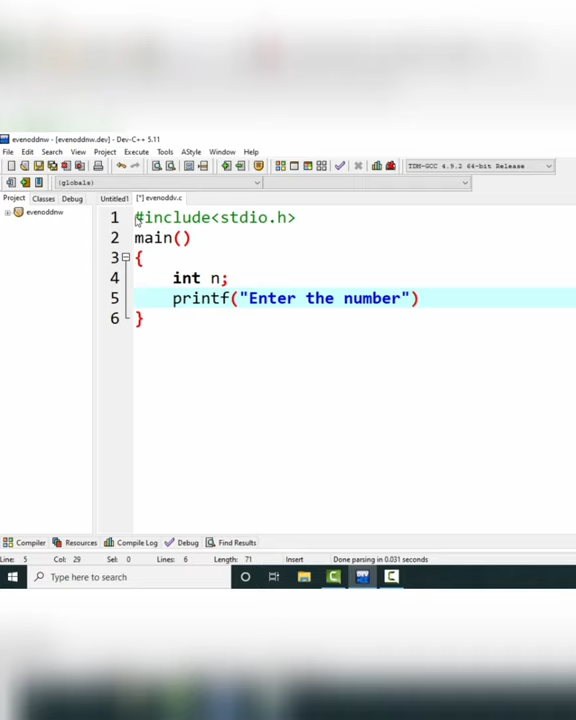 evenoddnw - [evenoddnw.dev] - Dev-C++ 5.11
File Edit Search View Project Execute Tools AStyle Window Help
TDM-GCC 4.9.2 64-bit Release
(globals)
Project Classes Debug Untitled1 [*] evenoddv.c
evenoddnw
1 #include<stdio.h>
2 main()
3 {
4 int n;
5 printf("Enter the number")
6 }
Compiler Resources Compile Log Debug Find Results
Line: 5 Col: 29 Sel: 0 Lines: 6 Length: 71 Insert Done parsing in 0.031 seconds
Type here to search